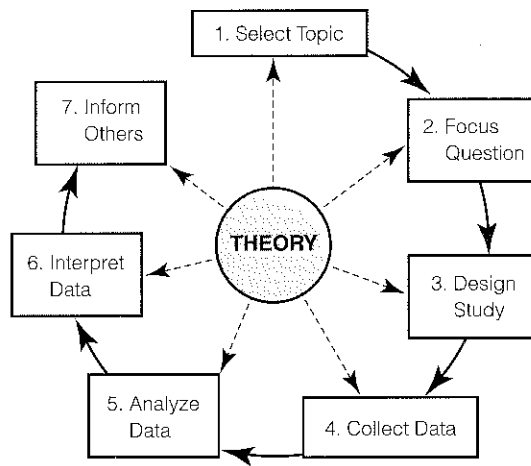 1. Select Topic
2. Focus
Question
3. Design
Study
4. Collect Data
5. Analyze
Data
6. Interpret
Data
7. Inform
Others
THEORY